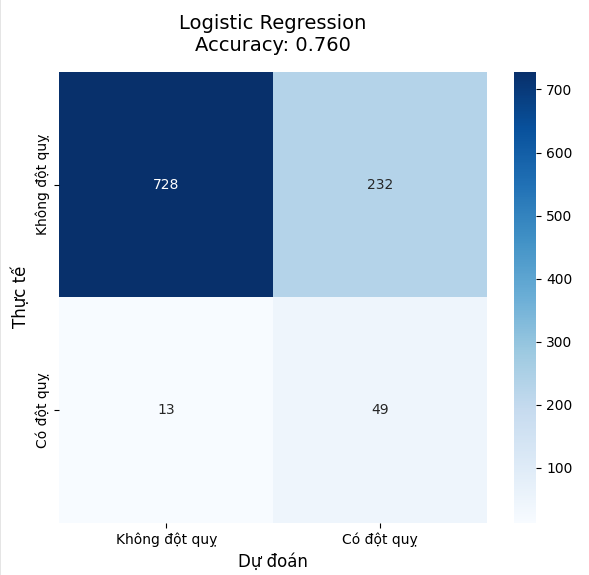 Logistic Regression
Accuracy: 0.760
Thực tế
Không đột quỵ
728
232
Có đột quỵ
13
49
Không đột quỵ
Có đột quỵ
Dự đoán
700
600
500
400
300
200
100